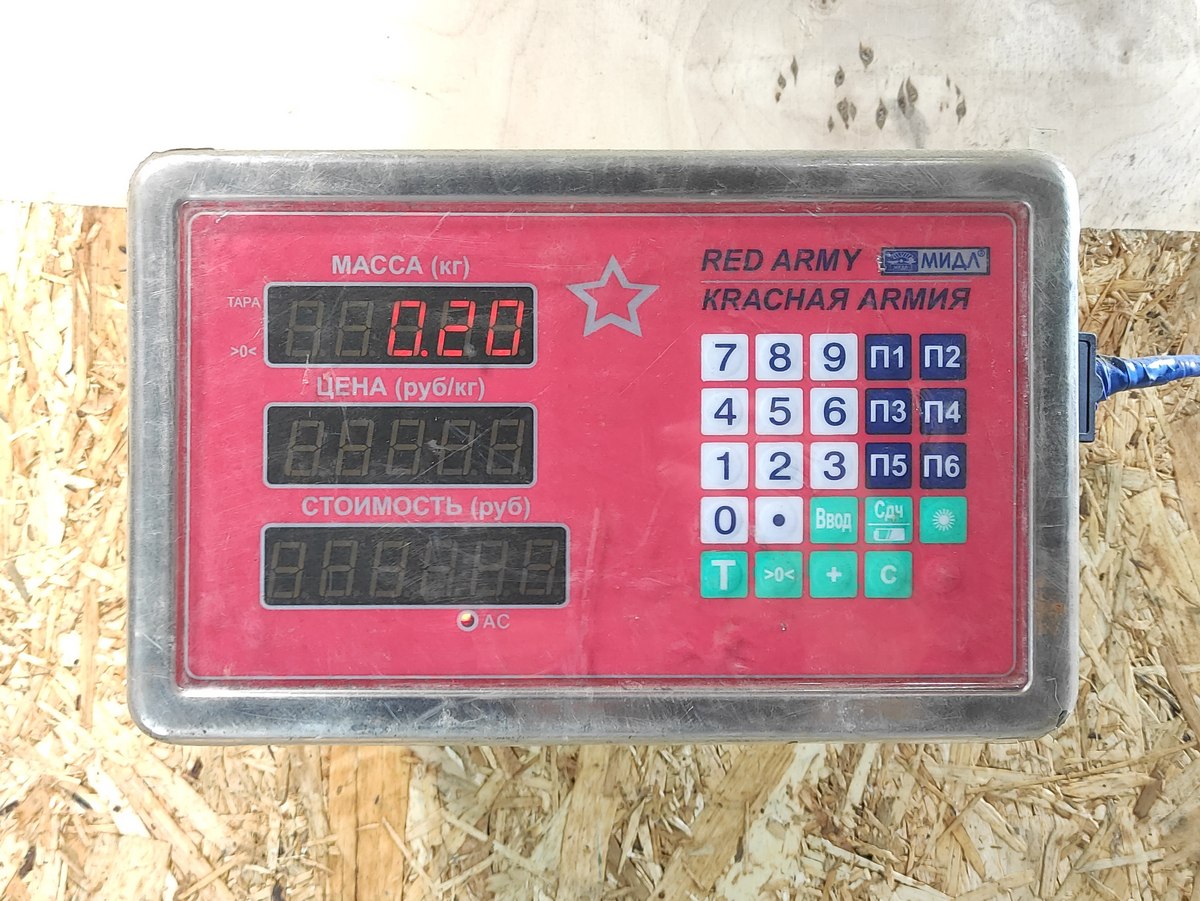 МАССА (кг)
ТАРА
0.20
>0<
ЦЕНА (руб/кг)
СТОИМОСТЬ (руб)
AC
RED ARMY МИДЛ®
KRАСНАЯ ARMИЯ
7 8 9 П1 П2
4 5 6 П3 П4
1 2 3 П5 П6
0 • Ввод Сдч
T >0< + C